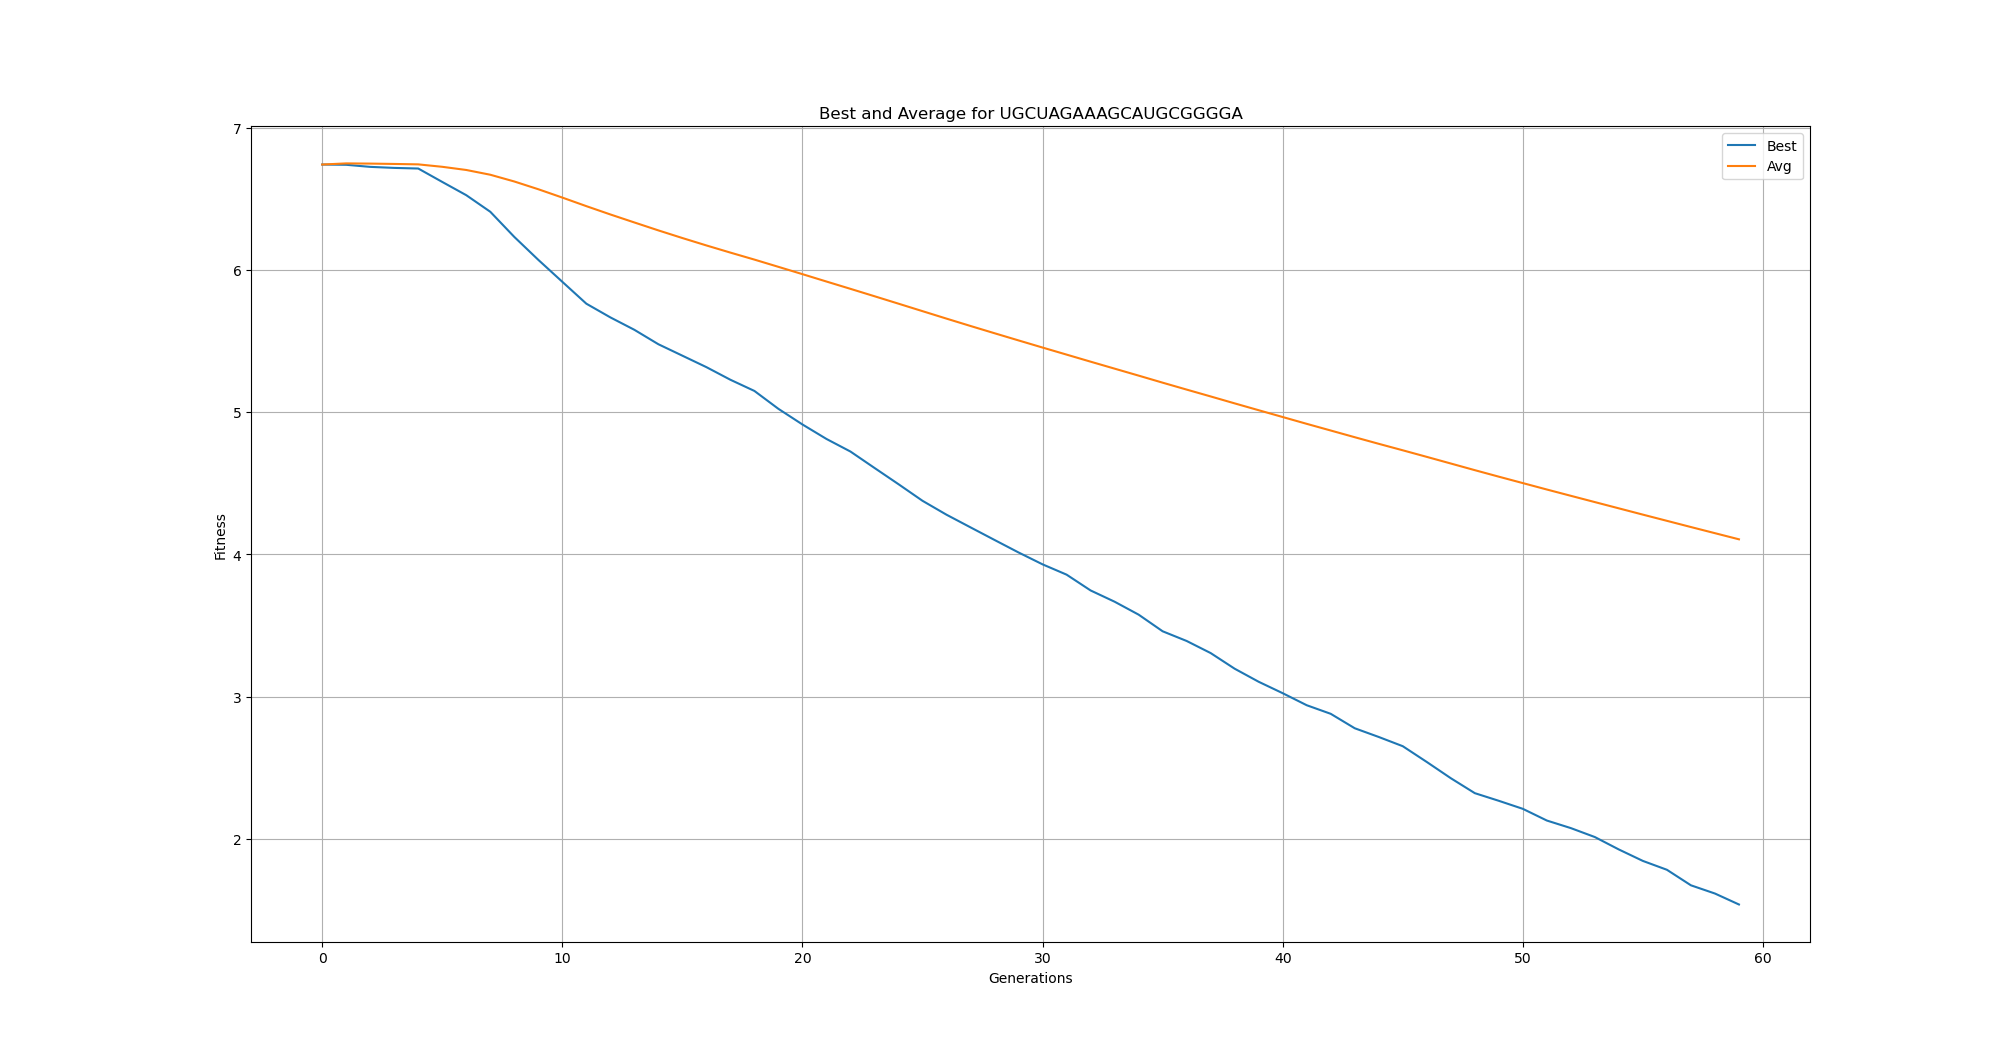 Best and Average for UGCUAGAAAGCAUGCGGGGA
Best
Avg
7
6
5
4
3
2
Fitness
0 10 20 30 40 50 60
Generations